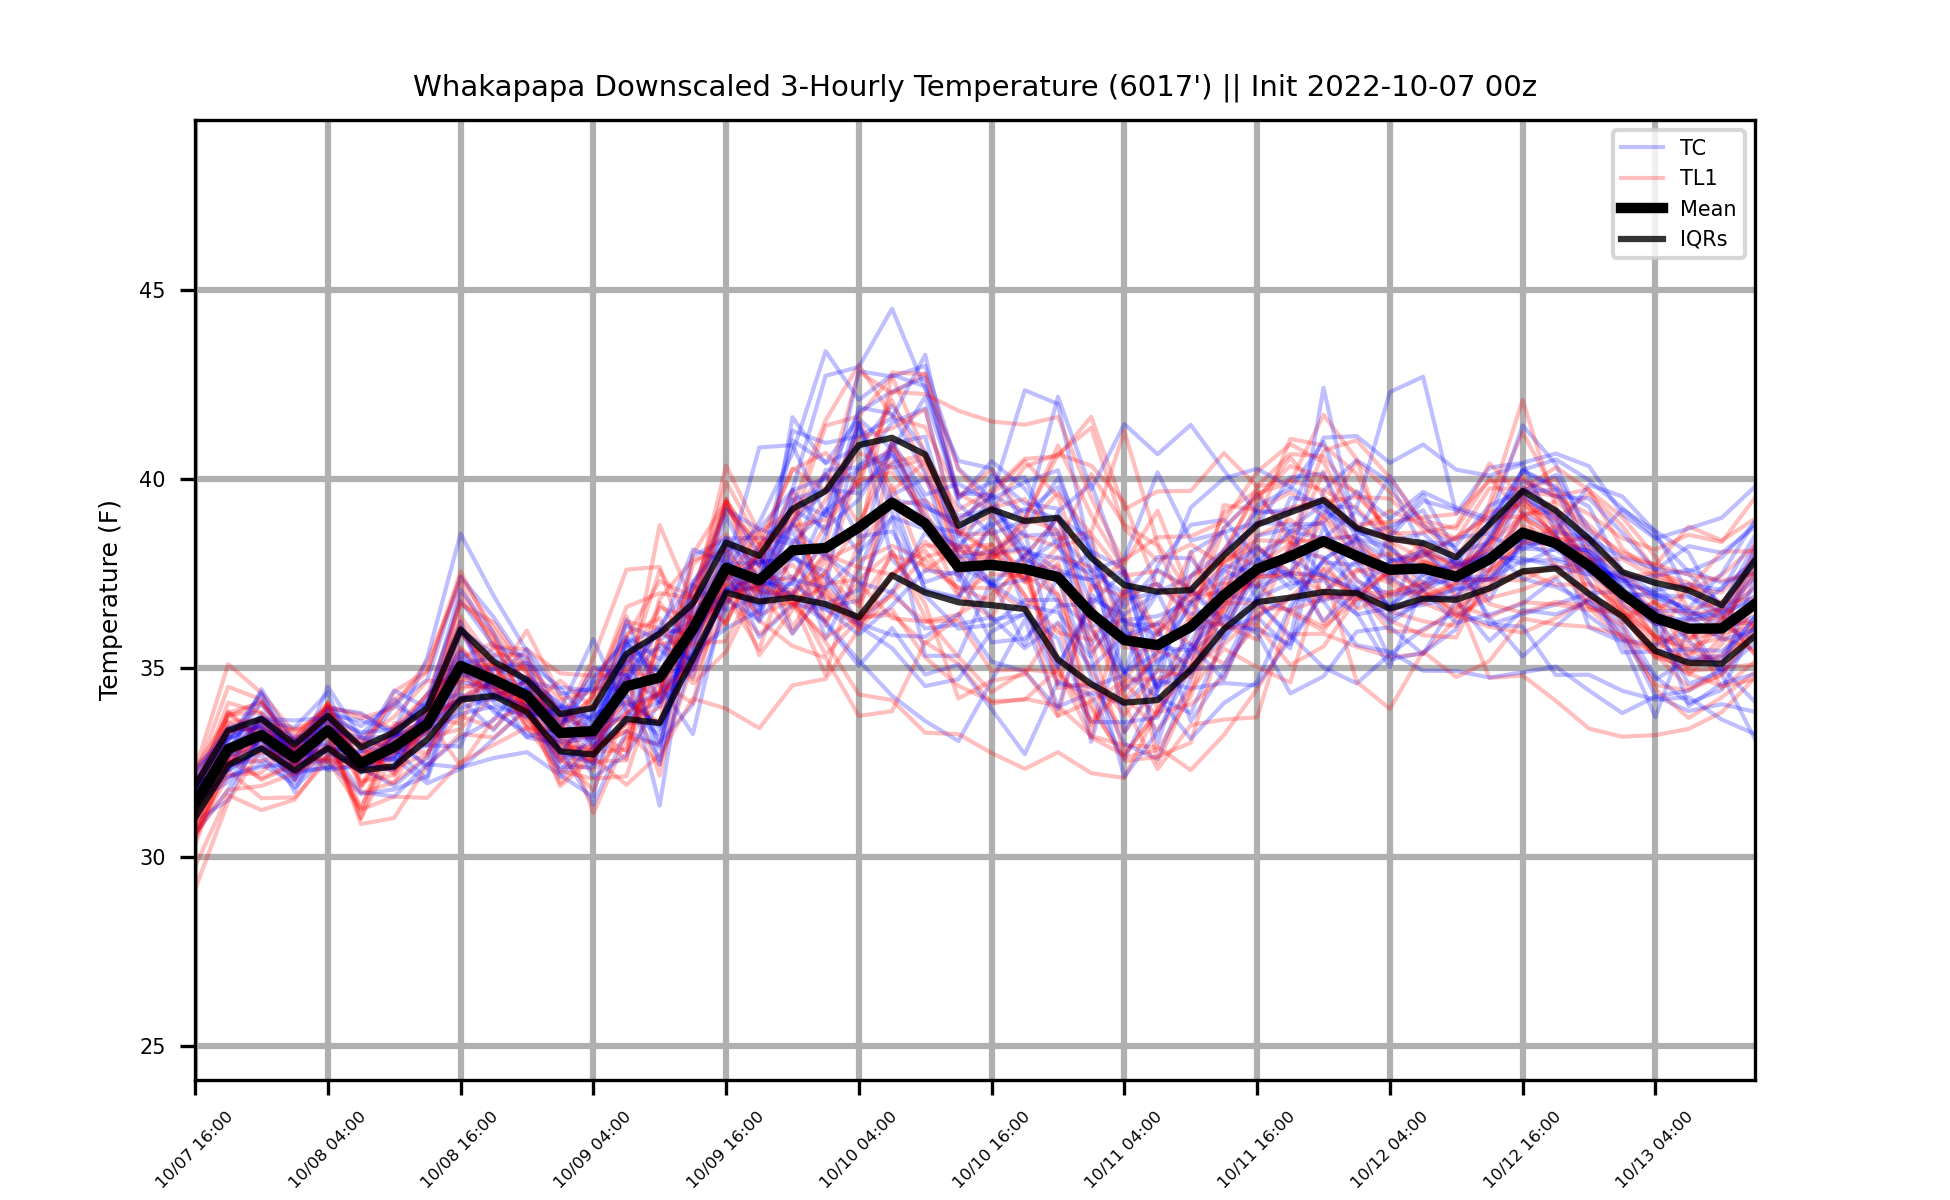 Whakapapa Downscaled 3-Hourly Temperature (6017') || Init 2022-10-07 00z
TC
TL1
Mean
IQRs
Temperature (F)
45
40
35
30
25
10/07 16:00
10/08 04:00
10/08 16:00
10/09 04:00
10/09 16:00
10/10 04:00
10/10 16:00
10/11 04:00
10/11 16:00
10/12 04:00
10/12 16:00
10/13 04:00